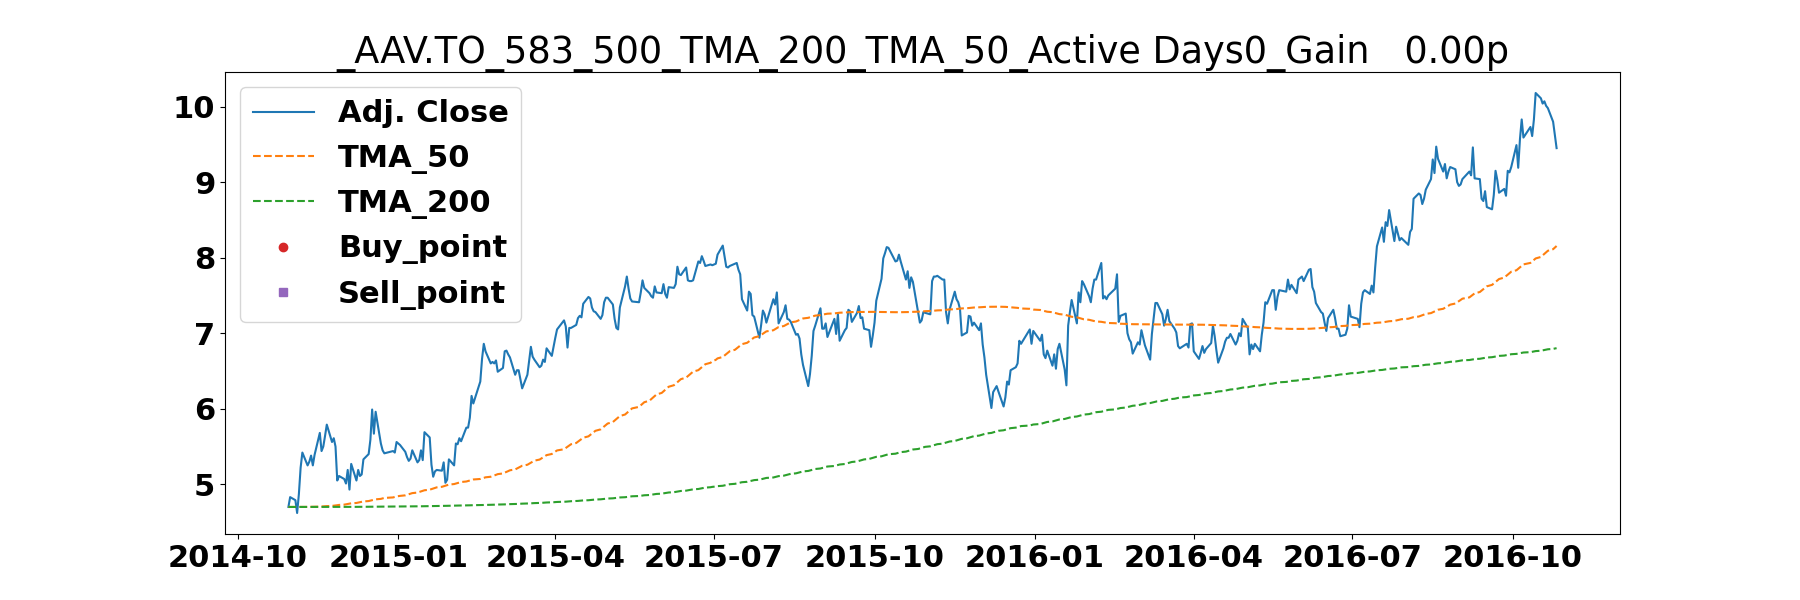 _AAV.TO_583_500_TMA_200_TMA_50_Active Days0_Gain   0.00p
Adj. Close
TMA_50
TMA_200
Buy_point
Sell_point
10
9
8
7
6
5
2014-10 2015-01 2015-04 2015-07 2015-10 2016-01 2016-04 2016-07 2016-10